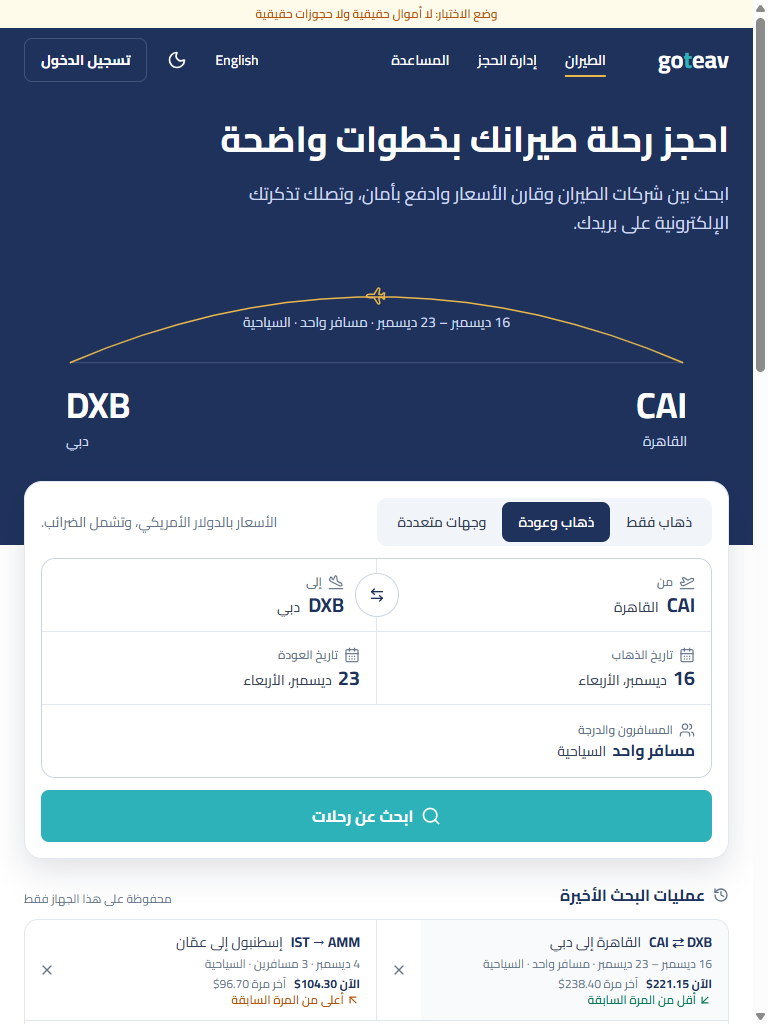 وضع الاختبار: لا أموال حقيقية ولا حجوزات حقيقية
goteav
الطيران
إدارة الحجز
المساعدة
English
تسجيل الدخول
احجز رحلة طيرانك بخطوات واضحة
ابحث بين شركات الطيران وقارن الأسعار وادفع بأمان، وتصلك تذكرتك
الإلكترونية على بريدك.
16 ديسمبر – 23 ديسمبر · مسافر واحد · السياحية
CAI
القاهرة
DXB
دبي
ذهاب فقط
ذهاب وعودة
وجهات متعددة
الأسعار بالدولار الأمريكي، وتشمل الضرائب.
من
CAI القاهرة
إلى
DXB دبي
تاريخ الذهاب
16 ديسمبر، الأربعاء
تاريخ العودة
23 ديسمبر، الأربعاء
المسافرون والدرجة
مسافر واحد السياحية
ابحث عن رحلات
عمليات البحث الأخيرة
محفوظة على هذا الجهاز فقط
CAI ⇄ DXB القاهرة إلى دبي
16 ديسمبر – 23 ديسمبر · مسافر واحد · السياحية
الآن $221.15 آخر مرة $238.40
↙ أقل من المرة السابقة
IST → AMM إسطنبول إلى عمّان
4 ديسمبر · 3 مسافرين · السياحية
الآن $104.30 آخر مرة $96.70
↖ أعلى من المرة السابقة